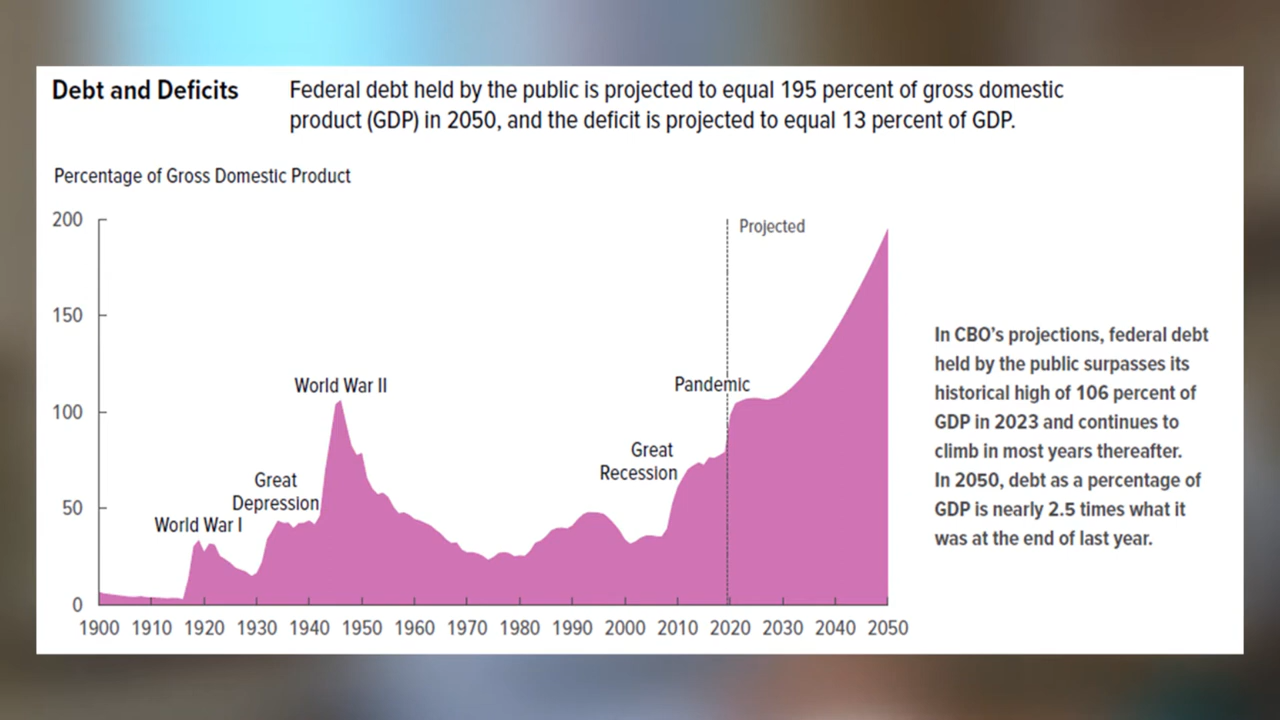 Debt and Deficits
Federal debt held by the public is projected to equal 195 percent of gross domestic
product (GDP) in 2050, and the deficit is projected to equal 13 percent of GDP.
Percentage of Gross Domestic Product
200
150
100
50
0
Projected
Pandemic
World War II
Great
Recession
Great
Depression
World War I
1900 1910 1920 1930 1940 1950 1960 1970 1980 1990 2000 2010 2020 2030 2040 2050
In CBO's projections, federal debt
held by the public surpasses its
historical high of 106 percent of
GDP in 2023 and continues to
climb in most years thereafter.
In 2050, debt as a percentage of
GDP is nearly 2.5 times what it
was at the end of last year.